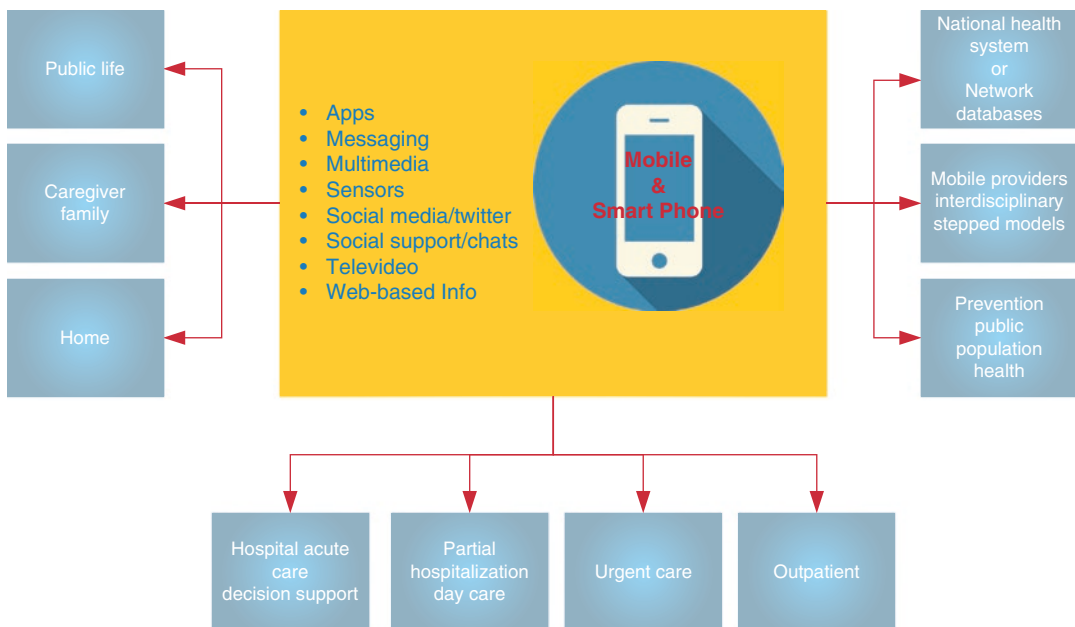 Public life
Caregiver
family
Home
• Apps
• Messaging
• Multimedia
• Sensors
• Social media/twitter
• Social support/chats
• Televideo
• Web-based Info
Mobile
&
Smart Phone
National health
system
or
Network
databases
Mobile providers
interdisciplinary
stepped models
Prevention
public
population
health
Hospital acute
care
decision support
Partial
hospitalization
day care
Urgent care
Outpatient